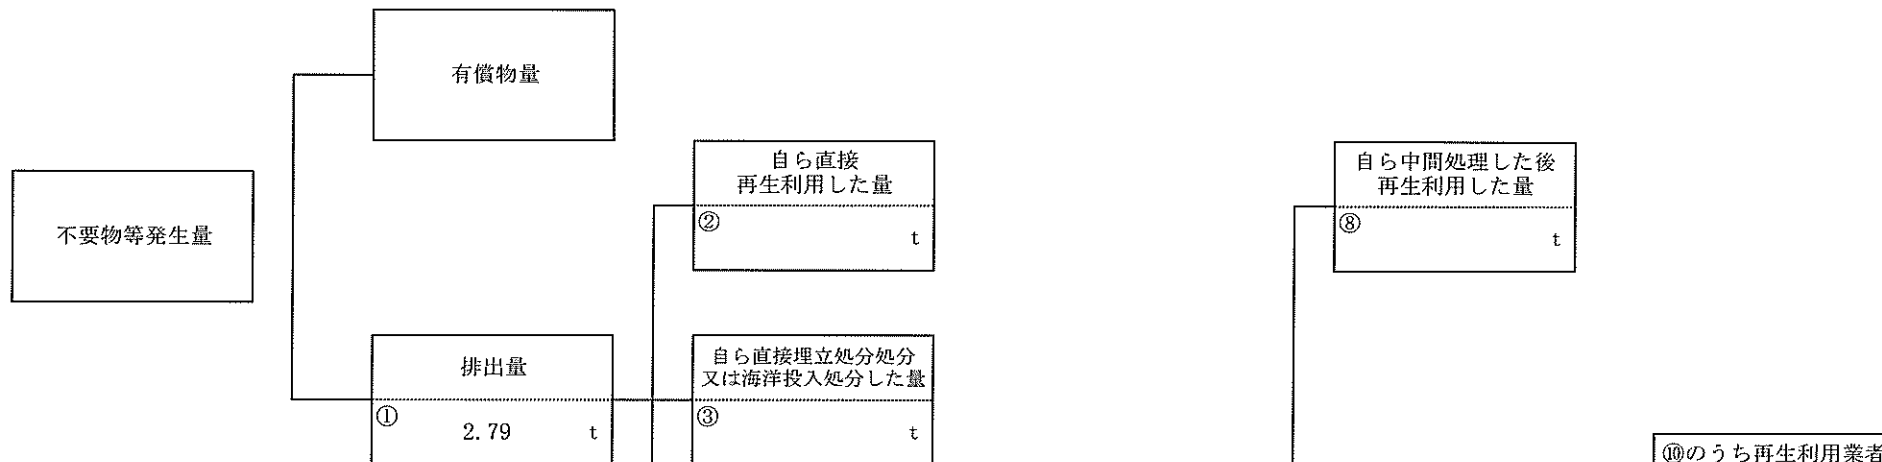 有償物量
不要物等発生量
自ら直接
再生利用した量
② t
自ら中間処理した後
再生利用した量
⑧ t
排出量
① 2.79 t
自ら直接埋立処分処分
又は海洋投入処分した量
③ t
⑩のうち再生利用業者